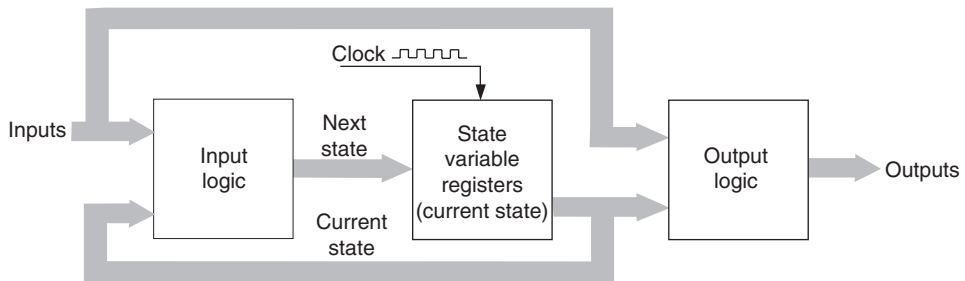 Clock
Inputs
Input
logic
Next
state
State
variable
registers
(current state)
Output
logic
Outputs
Current
state